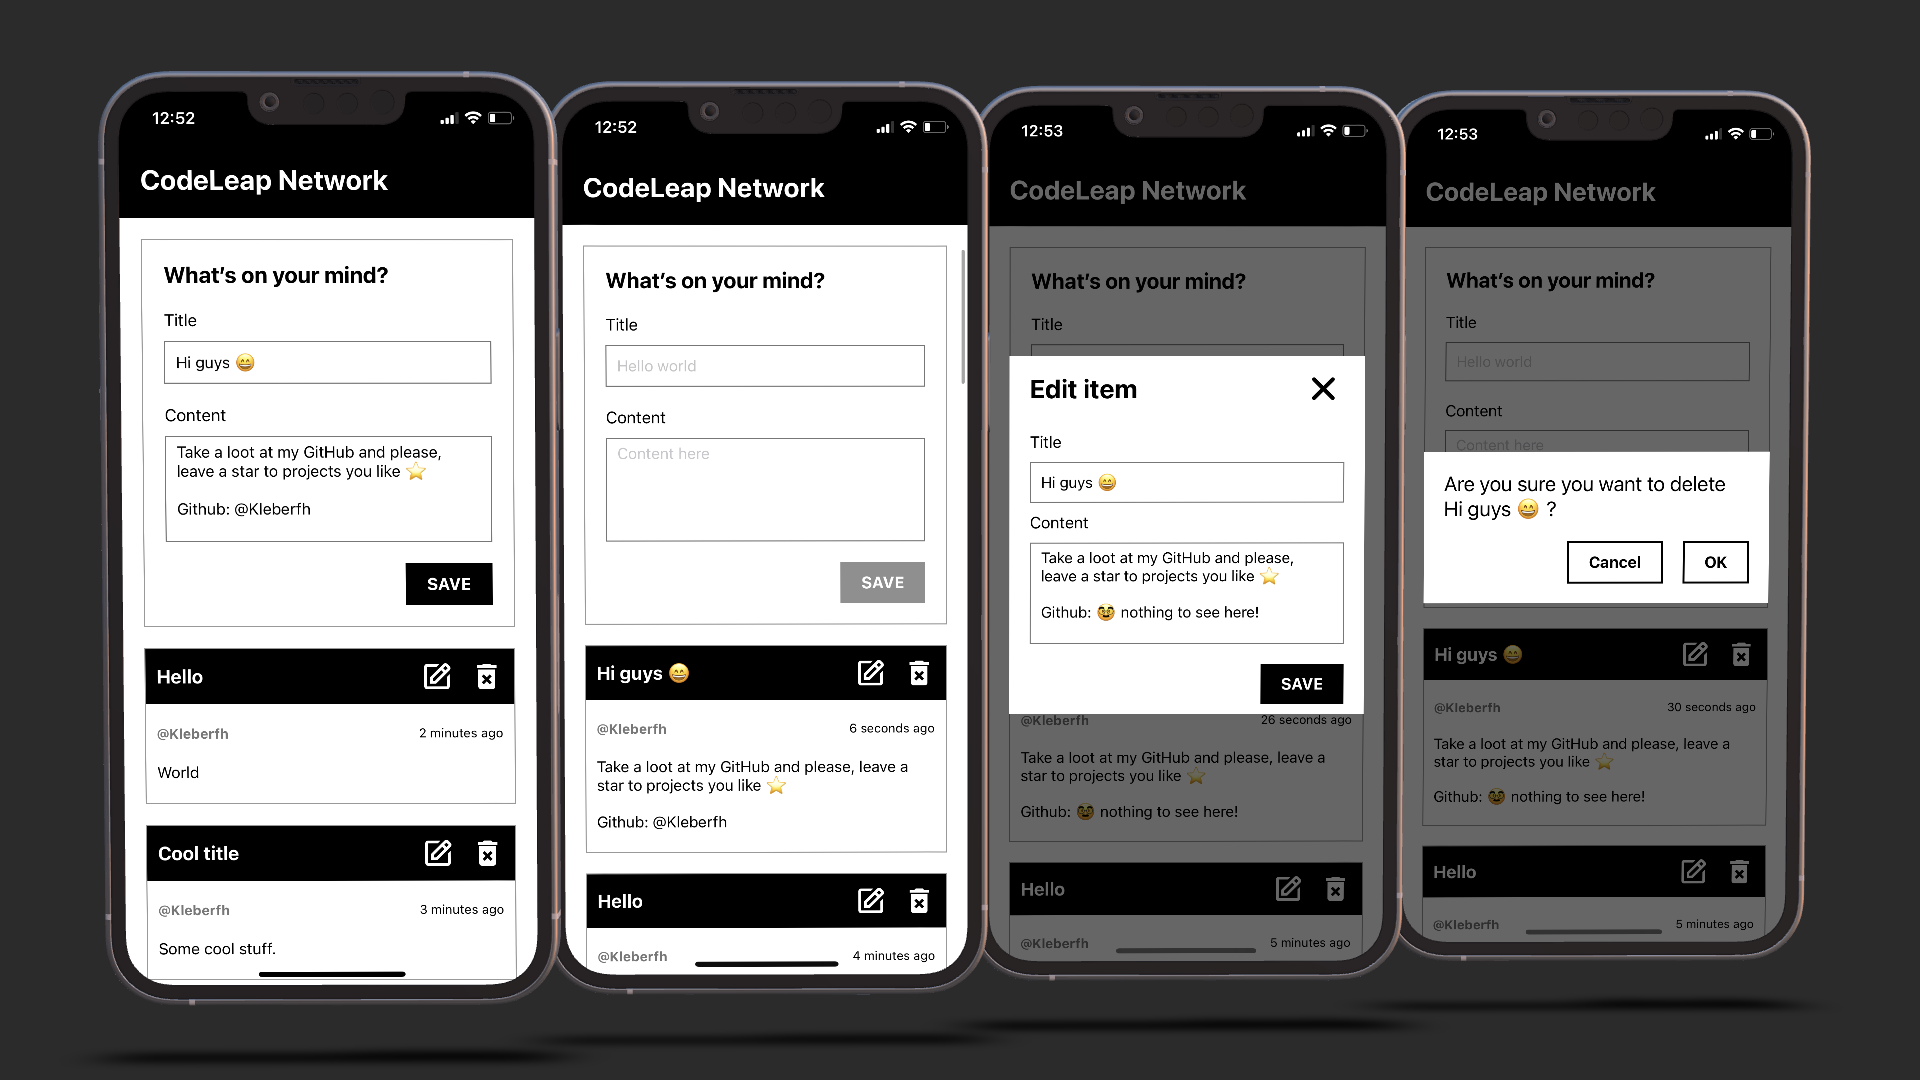 12:52
CodeLeap Network
What's on your mind?
Title
Hi guys 😄
Content
Take a loot at my GitHub and please,
leave a star to projects you like ⭐
Github: @Kleberfh
SAVE
Hello
@Kleberfh 2 minutes ago
World
Cool title
@Kleberfh 3 minutes ago
Some cool stuff.
12:52
CodeLeap Network
What's on your mind?
Title
Hello world
Content
Content here
SAVE
Hi guys 😄
@Kleberfh 6 seconds ago
Take a loot at my GitHub and please, leave a
star to projects you like ⭐
Github: @Kleberfh
Hello
@Kleberfh 4 minutes ago
12:53
CodeLeap Network
What's on your mind?
Title
Edit item
Title
Hi guys 😄
Content
Take a loot at my GitHub and please,
leave a star to projects you like ⭐
Github: 🥸 nothing to see here!
SAVE
@Kleberfh 26 seconds ago
Take a loot at my GitHub and please, leave a
star to projects you like ⭐
Github: 🥸 nothing to see here!
Hello
@Kleberfh 5 minutes ago
12:53
CodeLeap Network
What's on your mind?
Title
Hello world
Content
Content here
Are you sure you want to delete
Hi guys 😄 ?
Cancel OK
Hi guys 😄
@Kleberfh 30 seconds ago
Take a loot at my GitHub and please, leave a
star to projects you like ⭐
Github: 🥸 nothing to see here!
Hello
@Kleberfh 5 minutes ago